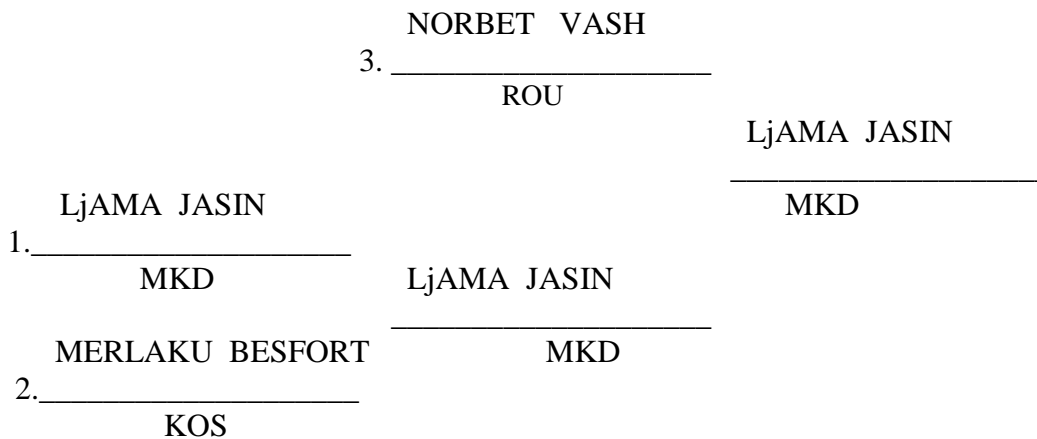 NORBET VASH
3. ____________________
ROU
LjAMA JASIN
____________________
MKD
LjAMA JASIN
1.____________________
MKD
LjAMA JASIN
____________________
MKD
MERLAKU BESFORT
2.____________________
KOS